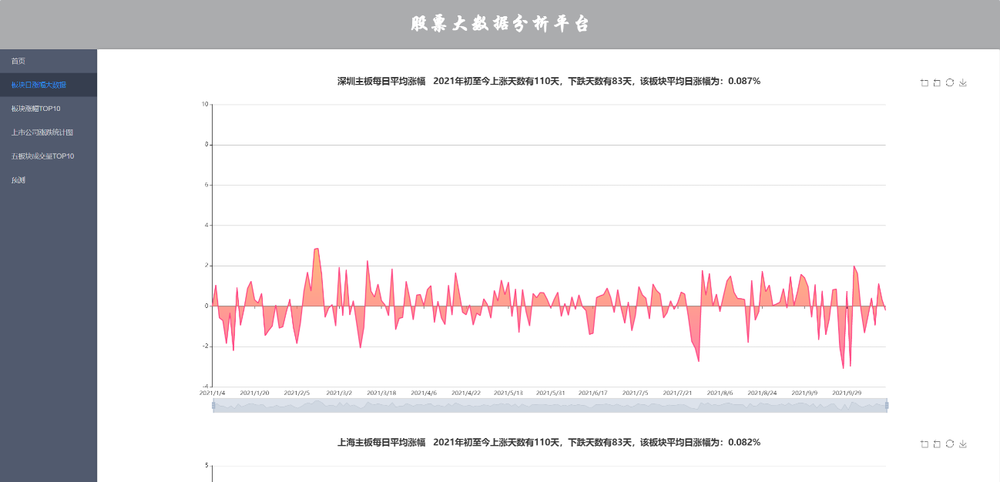 股票大数据分析平台
首页
板块日涨幅大数据
板块涨幅TOP10
上市公司涨跌统计图
五板块成交量TOP10
预测
深圳主板每日平均涨幅 2021年初至今上涨天数有110天，下跌天数有83天，该板块平均日涨幅为：0.087%
10
8
6
4
2
0
-2
-4
2021/1/4 2021/1/20 2021/2/5 2021/3/2 2021/3/18 2021/4/6 2021/4/22 2021/5/13 2021/5/31 2021/6/17 2021/7/5 2021/7/21 2021/8/6 2021/8/24 2021/9/9 2021/9/29
上海主板每日平均涨幅 2021年初至今上涨天数有110天，下跌天数有83天，该板块平均日涨幅为：0.082%
5